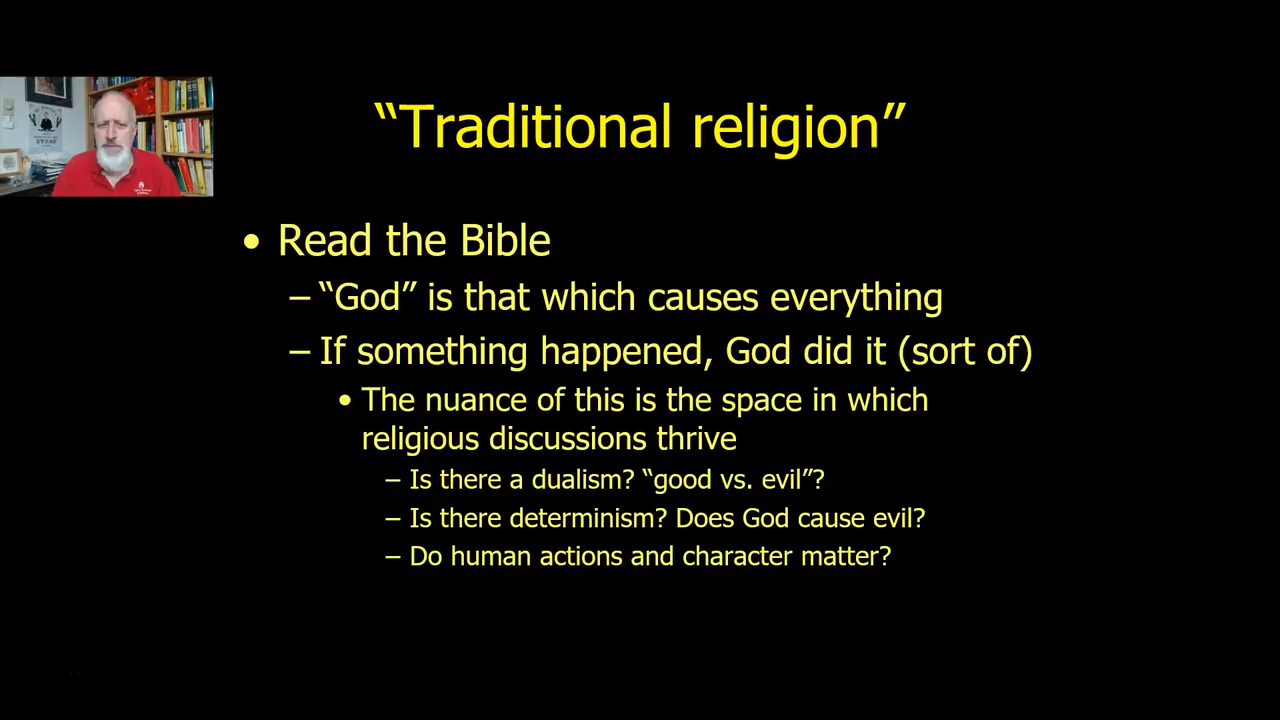 “Traditional religion”
• Read the Bible
– “God” is that which causes everything
– If something happened, God did it (sort of)
• The nuance of this is the space in which
religious discussions thrive
– Is there a dualism? “good vs. evil”?
– Is there determinism? Does God cause evil?
– Do human actions and character matter?